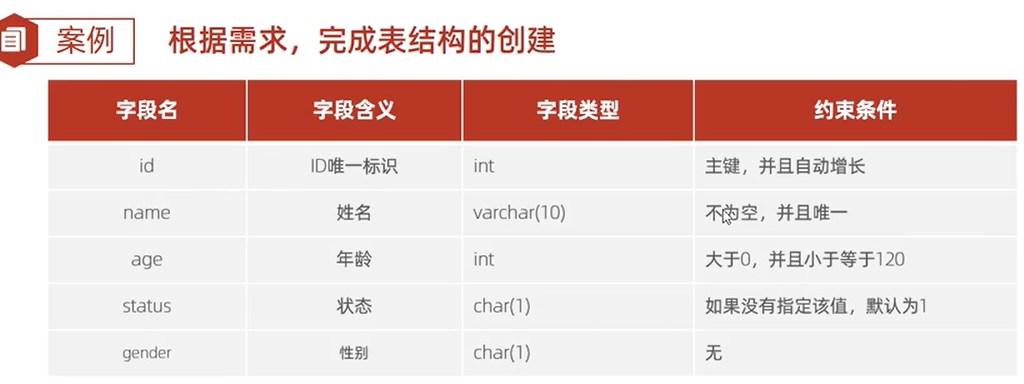 案例 根据需求，完成表结构的创建
字段名 字段含义 字段类型 约束条件
id ID唯一标识 int 主键，并且自动增长
name 姓名 varchar(10) 不为空，并且唯一
age 年龄 int 大于0，并且小于等于120
status 状态 char(1) 如果没有指定该值，默认为1
gender 性别 char(1) 无